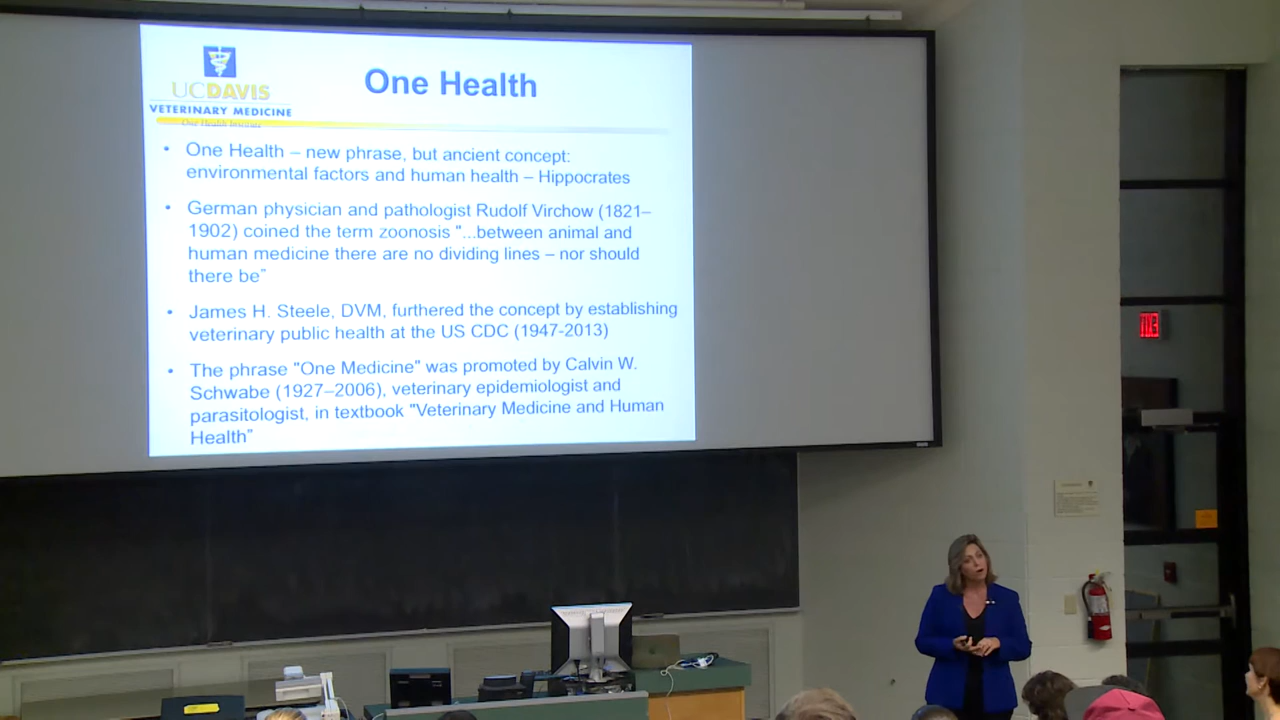 UCDAVIS
VETERINARY MEDICINE
One Health Institute
One Health
• One Health – new phrase, but ancient concept:
environmental factors and human health – Hippocrates
• German physician and pathologist Rudolf Virchow (1821–
1902) coined the term zoonosis "...between animal and
human medicine there are no dividing lines – nor should
there be"
• James H. Steele, DVM, furthered the concept by establishing
veterinary public health at the US CDC (1947-2013)
• The phrase "One Medicine" was promoted by Calvin W.
Schwabe (1927–2006), veterinary epidemiologist and
parasitologist, in textbook "Veterinary Medicine and Human
Health"